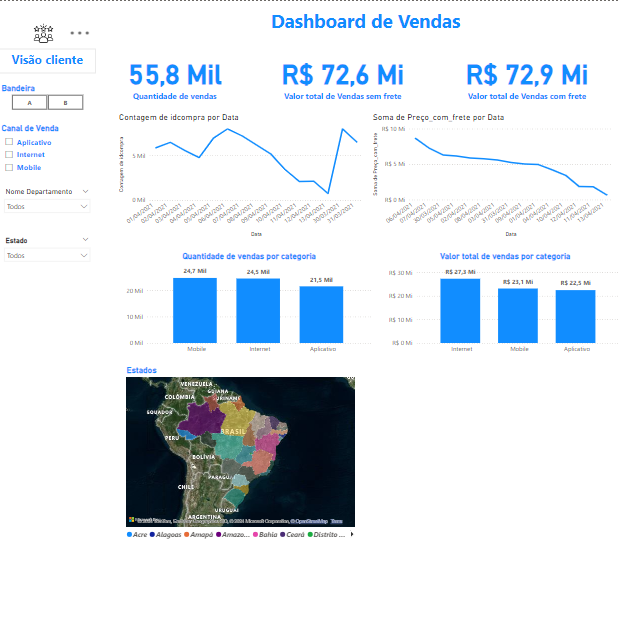 Dashboard de Vendas
Visão cliente
55,8 Mil
Quantidade de vendas
R$ 72,6 Mi
Valor total de Vendas sem frete
R$ 72,9 Mi
Valor total de Vendas com frete
Bandeira
A
B
Canal de Venda
Aplicativo
Internet
Mobile
Nome Departamento
Todos
Estado
Todos
Contagem de idcompra por Data
Contagem de idcompra
5 Mil
0 Mil
01/04/2021
02/04/2021
03/04/2021
04/04/2021
05/04/2021
06/04/2021
07/04/2021
08/04/2021
09/04/2021
10/04/2021
11/04/2021
12/04/2021
13/04/2021
30/03/2021
31/03/2021
Data
Soma de Preço_com_frete por Data
Soma de Preço_com_frete
R$ 10 Mi
R$ 5 Mi
R$ 0 Mi
06/04/2021
07/04/2021
30/03/2021
05/04/2021
02/04/2021
08/04/2021
03/04/2021
31/03/2021
09/04/2021
01/04/2021
04/04/2021
10/04/2021
12/04/2021
11/04/2021
13/04/2021
Data
Quantidade de vendas por categoria
20 Mil
10 Mil
0 Mil
24,7 Mil
24,5 Mil
21,5 Mil
Mobile
Internet
Aplicativo
Valor total de vendas por categoria
R$ 30 Mi
R$ 20 Mi
R$ 10 Mi
R$ 0 Mi
R$ 27,3 Mi
R$ 23,1 Mi
R$ 22,5 Mi
Internet
Mobile
Aplicativo
Estados
VENEZUELA
GUIANA
COLÔMBIA
SURINAME
EQUADOR
BRASIL
PERU
BOLÍVIA
PARAGUAI
CHILE
URUGUAI
ARGENTINA
© 2024 Microsoft Corporation, © OpenStreetMap Terms
Acre
Alagoas
Amapá
Amazo...
Bahia
Ceará
Distrito ...